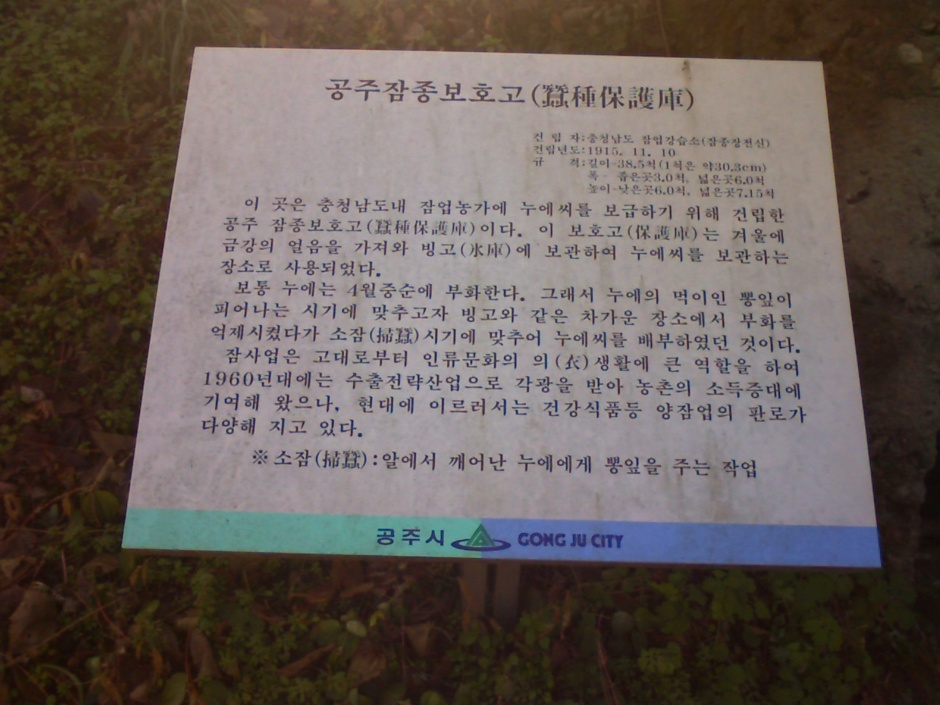 공주잠종보호고(蠶種保護庫)
건 립 자:충청남도 잠업강습소(잠종장전신)
건립년도:1915. 11. 10
규 격:길이-38.5척(1척은 약30.3cm)
폭- 좁은곳3.0척, 넓은곳6.0척
높이-낮은곳6.0척, 넓은곳7.15척
이 곳은 충청남도내 잠업농가에 누에씨를 보급하기 위해 건립한
공주 잠종보호고(蠶種保護庫)이다. 이 보호고(保護庫)는 겨울에
금강의 얼음을 가져와 빙고(氷庫)에 보관하여 누에씨를 보관하는
장소로 사용되었다.
보통 누에는 4월중순에 부화한다. 그래서 누에의 먹이인 뽕잎이
피어나는 시기에 맞추고자 빙고와 같은 차가운 장소에서 부화를
억제시켰다가 소잠(掃蠶)시기에 맞추어 누에씨를 배부하였던 것이다.
잠사업은 고대로부터 인류문화의 의(衣)생활에 큰 역할을 하여
1960년대에는 수출전략산업으로 각광을 받아 농촌의 소득증대에
기여해 왔으나, 현대에 이르러서는 건강식품등 양잠업의 판로가
다양해 지고 있다.
※소잠(掃蠶):알에서 깨어난 누에에게 뽕잎을 주는 작업
공주시 GONG JU CITY